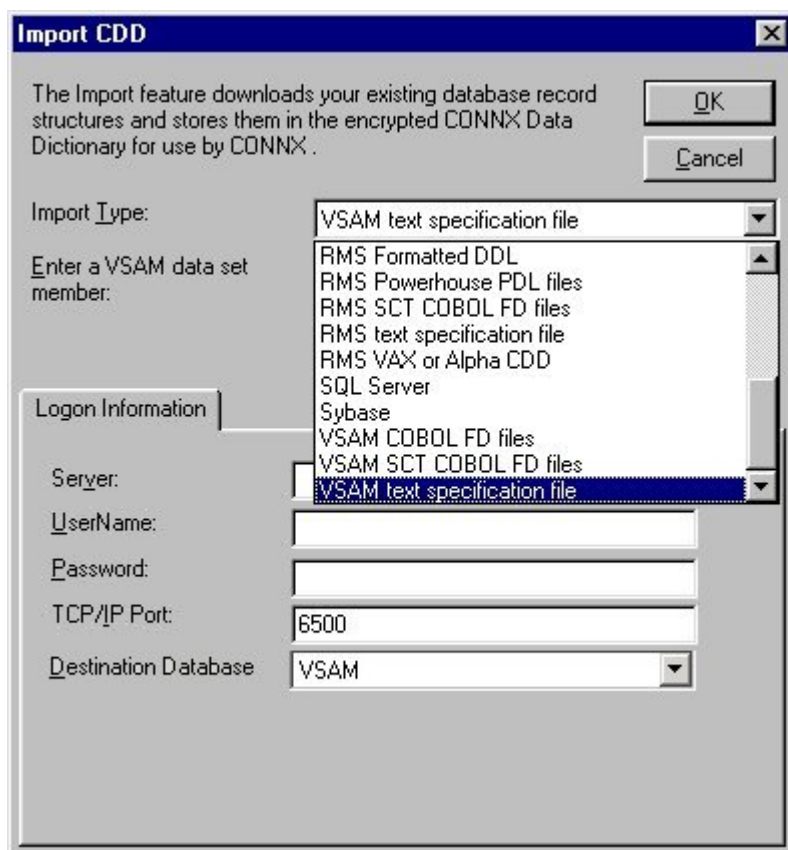 Import CDD
The Import feature downloads your existing database record
structures and stores them in the encrypted CONNX Data
Dictionary for use by CONNX .
OK
Cancel
Import Type:
VSAM text specification file
Enter a VSAM data set
member:
RMS Formatted DDL
RMS Powerhouse PDL files
RMS SCT COBOL FD files
RMS text specification file
RMS VAX or Alpha CDD
SQL Server
Sybase
VSAM COBOL FD files
VSAM SCT COBOL FD files
VSAM text specification file
Logon Information
Server:
UserName:
Password:
TCP/IP Port:
6500
Destination Database
VSAM